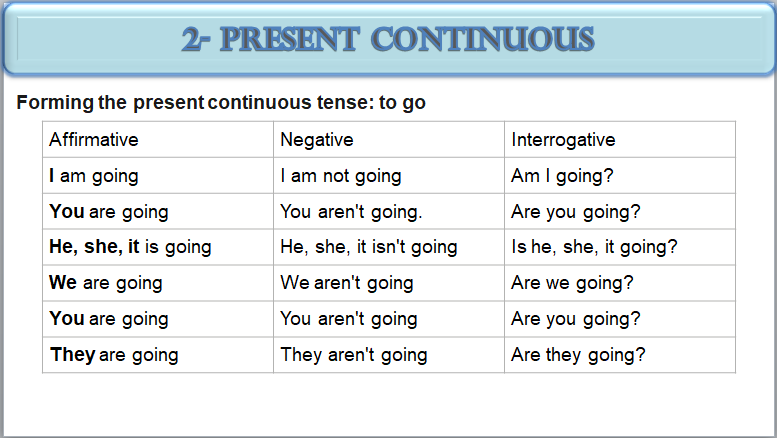 2- PRESENT CONTINUOUS
Forming the present continuous tense: to go
Affirmative Negative Interrogative
I am going I am not going Am I going?
You are going You aren't going. Are you going?
He, she, it is going He, she, it isn't going Is he, she, it going?
We are going We aren't going Are we going?
You are going You aren't going Are you going?
They are going They aren't going Are they going?